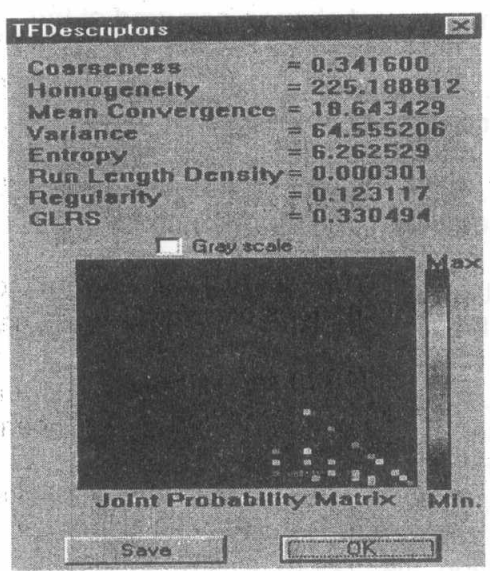 TFDescriptors
Coarseness = 0.341600
Homogeneity = 225.188812
Mean Convergence = 18.643429
Variance = 64.555206
Entropy = 6.262529
Run Length Density = 0.000301
Regularity = 0.123117
GLRS = 0.330494
Gray scale
Max
Joint Probability Matrix Min.
Save OK